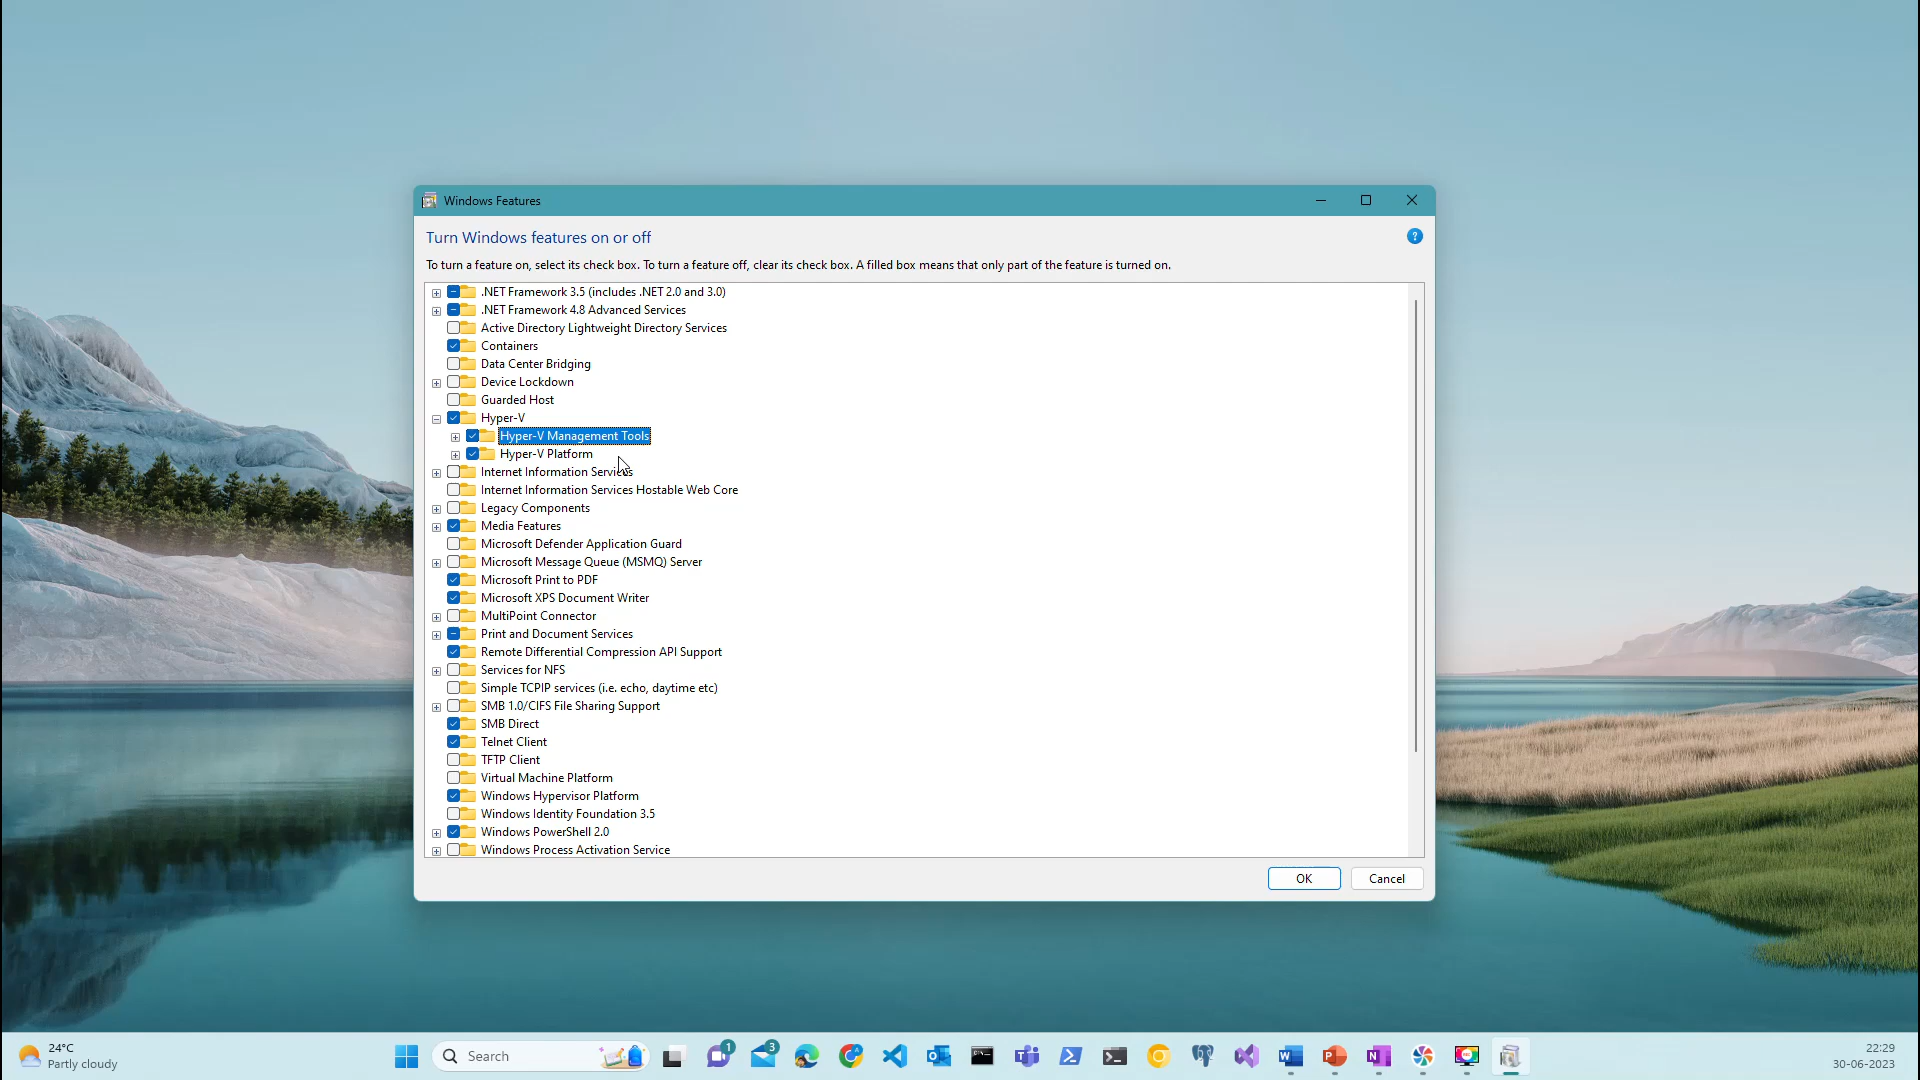 Windows Features
Turn Windows features on or off
To turn a feature on, select its check box. To turn a feature off, clear its check box. A filled box means that only part of the feature is turned on.
.NET Framework 3.5 (includes .NET 2.0 and 3.0)
.NET Framework 4.8 Advanced Services
Active Directory Lightweight Directory Services
Containers
Data Center Bridging
Device Lockdown
Guarded Host
Hyper-V
Hyper-V Management Tools
Hyper-V Platform
Internet Information Services
Internet Information Services Hostable Web Core
Legacy Components
Media Features
Microsoft Defender Application Guard
Microsoft Message Queue (MSMQ) Server
Microsoft Print to PDF
Microsoft XPS Document Writer
MultiPoint Connector
Print and Document Services
Remote Differential Compression API Support
Services for NFS
Simple TCPIP services (i.e. echo, daytime etc)
SMB 1.0/CIFS File Sharing Support
SMB Direct
Telnet Client
TFTP Client
Virtual Machine Platform
Windows Hypervisor Platform
Windows Identity Foundation 3.5
Windows PowerShell 2.0
Windows Process Activation Service
OK
Cancel
24°C
Partly cloudy
Search
1
3
22:29
30-06-2023